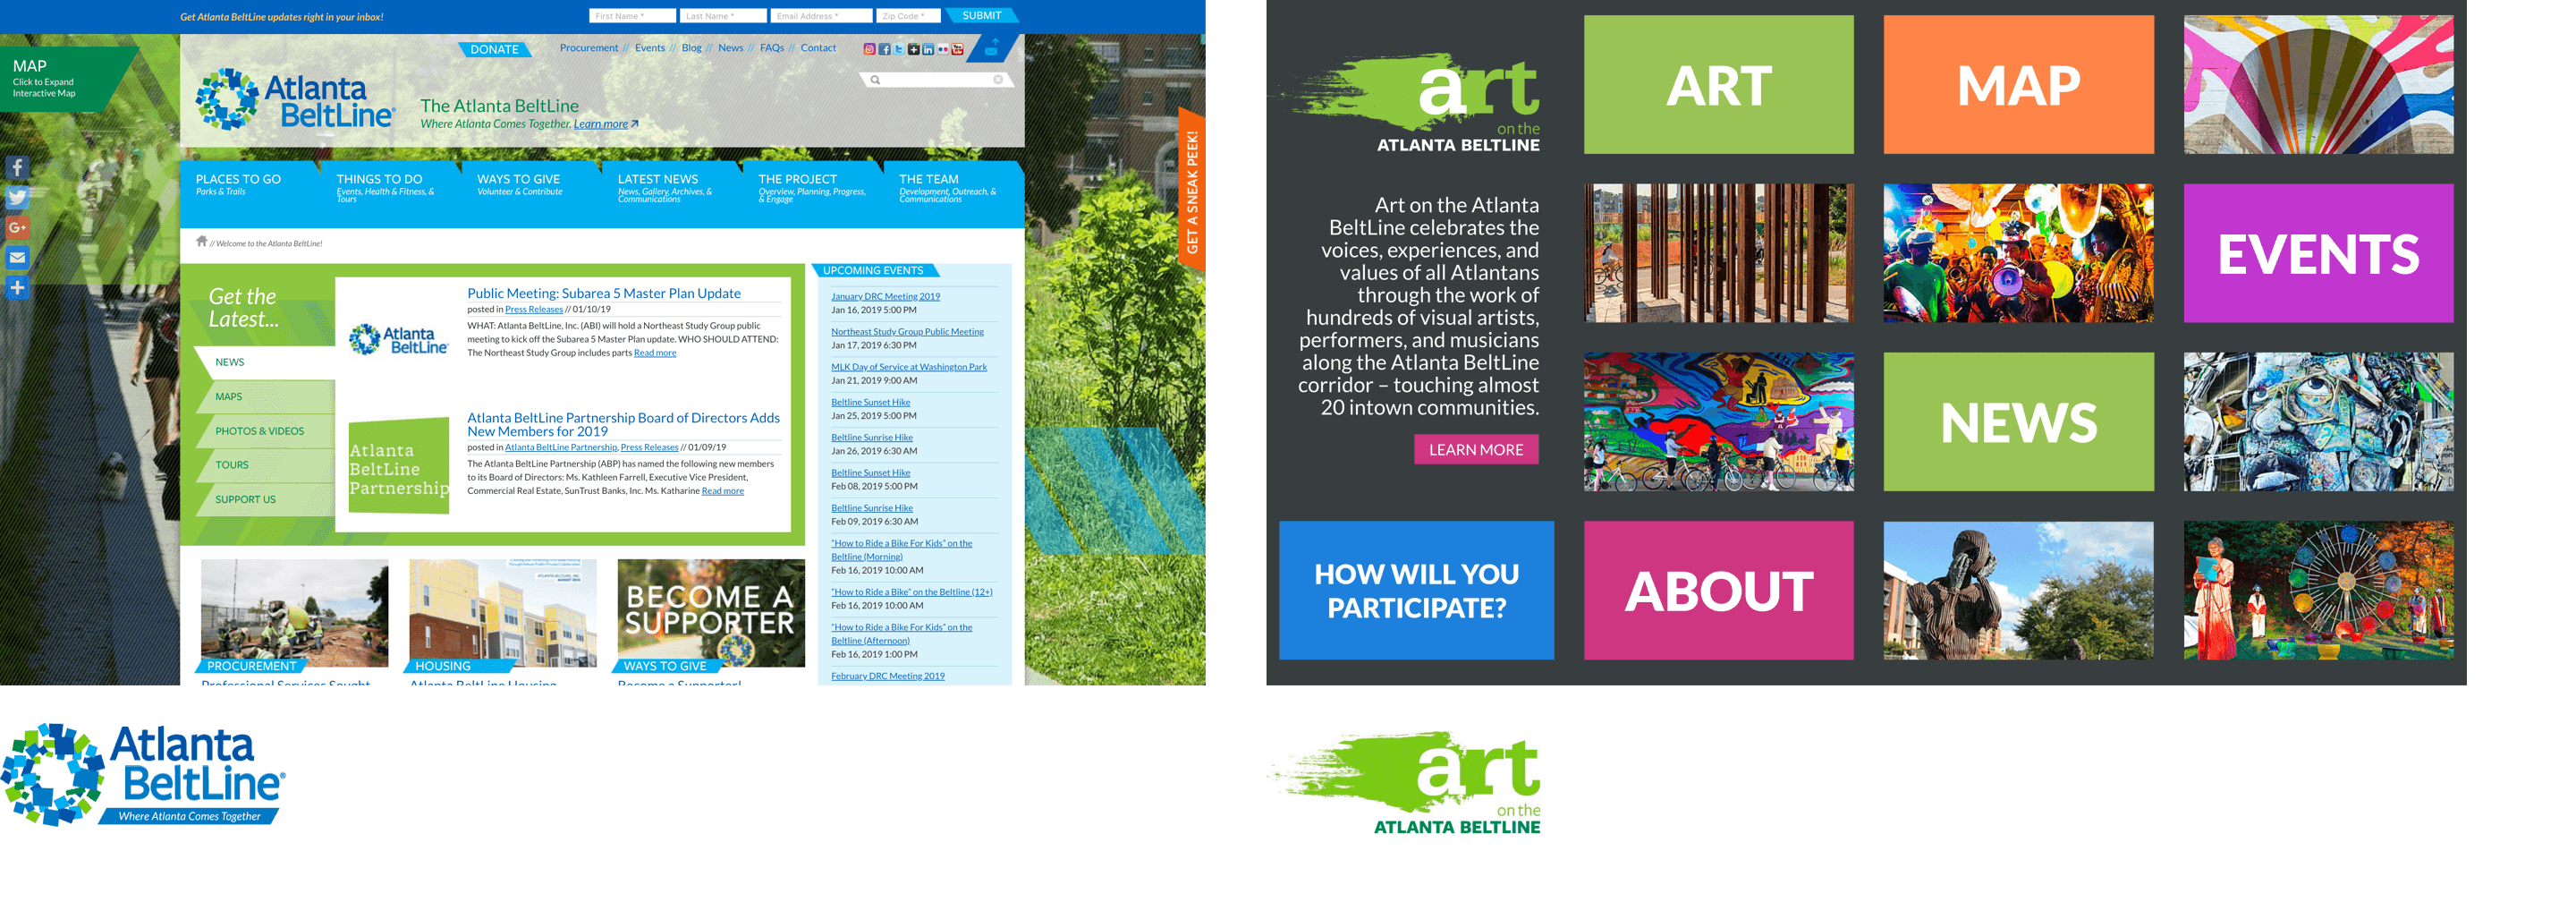 Get Atlanta BeltLine updates right in your inbox!
First Name *
Last Name *
Email Address *
Zip Code *
SUBMIT
MAP
Click to Expand
Interactive Map
DONATE
Procurement // Events // Blog // News // FAQs // Contact
Atlanta
BeltLine®
The Atlanta BeltLine
Where Atlanta Comes Together. Learn more
GET A SNEAK PEEK!
PLACES TO GO
Parks & Trails
THINGS TO DO
Events, Health & Fitness, &
Tours
WAYS TO GIVE
Volunteer & Contribute
LATEST NEWS
News, Gallery, Archives, &
Communications
THE PROJECT
Overview, Planning, Progress,
& Engage
THE TEAM
Development, Outreach, &
Communications
// Welcome to the Atlanta BeltLine!
Get the
Latest...
NEWS
MAPS
PHOTOS & VIDEOS
TOURS
SUPPORT US
Atlanta
BeltLine
Public Meeting: Subarea 5 Master Plan Update
posted in Press Releases // 01/10/19
WHAT: Atlanta BeltLine, Inc. (ABI) will hold a Northeast Study Group public
meeting to kick off the Subarea 5 Master Plan update. WHO SHOULD ATTEND:
The Northeast Study Group includes parts Read more
Atlanta
BeltLine
Partnership
Atlanta BeltLine Partnership Board of Directors Adds
New Members for 2019
posted in Atlanta BeltLine Partnership, Press Releases // 01/09/19
The Atlanta BeltLine Partnership (ABP) has named the following new members
to its Board of Directors: Ms. Kathleen Farrell, Executive Vice President,
Commercial Real Estate, SunTrust Banks, Inc. Ms. Katharine Read more
UPCOMING EVENTS
January DRC Meeting 2019
Jan 16, 2019 5:00 PM
Northeast Study Group Public Meeting
Jan 17, 2019 6:30 PM
MLK Day of Service at Washington Park
Jan 21, 2019 9:00 AM
Beltline Sunset Hike
Jan 25, 2019 5:00 PM
Beltline Sunrise Hike
Jan 26, 2019 6:30 AM
Beltline Sunset Hike
Feb 08, 2019 5:00 PM
Beltline Sunrise Hike
Feb 09, 2019 6:30 AM
"How to Ride a Bike For Kids" on the
Beltline (Morning)
Feb 16, 2019 10:00 AM
"How to Ride a Bike" on the Beltline (12+)
Feb 16, 2019 10:00 AM
"How to Ride a Bike For Kids" on the
Beltline (Afternoon)
Feb 16, 2019 1:00 PM
February DRC Meeting 2019
BECOME A
SUPPORTER
PROCUREMENT
HOUSING
WAYS TO GIVE
Professional Services Sought
Atlanta BeltLine Housing
Become a Supporter!
Atlanta
BeltLine®
Where Atlanta Comes Together
art
on the
ATLANTA BELTLINE
Art on the Atlanta
BeltLine celebrates the
voices, experiences, and
values of all Atlantans
through the work of
hundreds of visual artists,
performers, and musicians
along the Atlanta BeltLine
corridor – touching almost
20 intown communities.
LEARN MORE
ART
MAP
EVENTS
NEWS
HOW WILL YOU
PARTICIPATE?
ABOUT
art
on the
ATLANTA BELTLINE